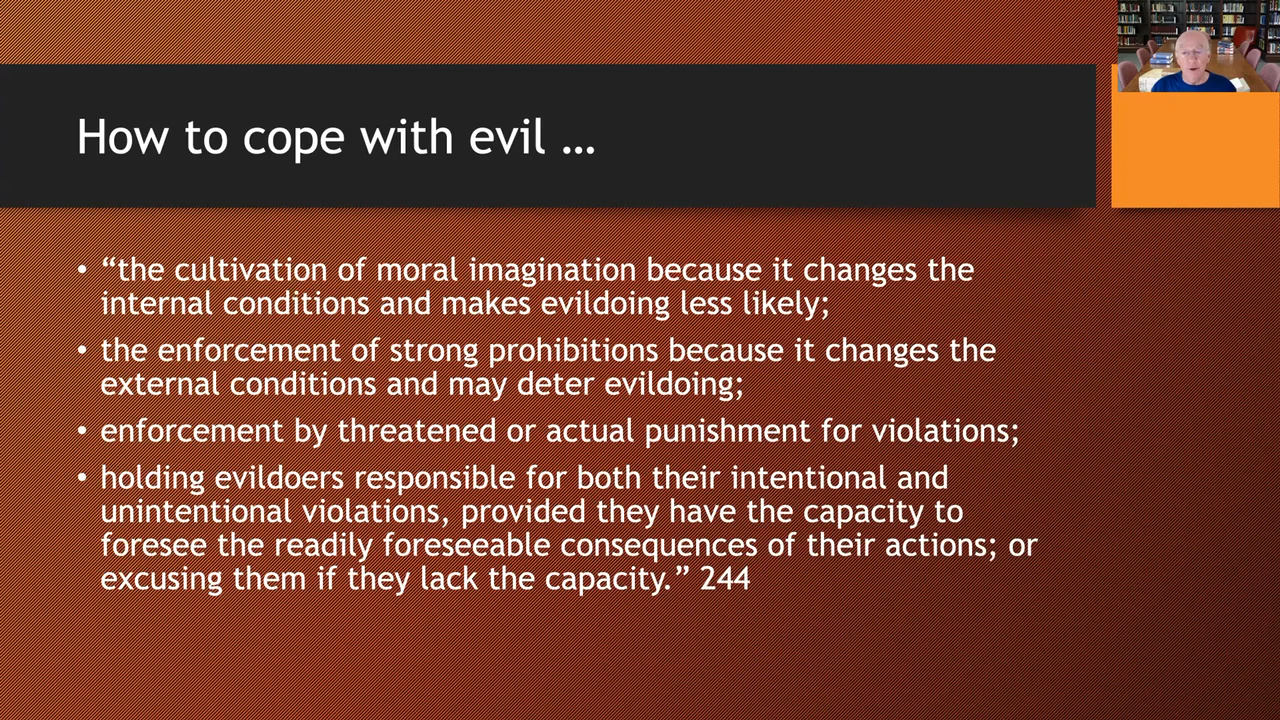 How to cope with evil ...
• “the cultivation of moral imagination because it changes the
internal conditions and makes evildoing less likely;
• the enforcement of strong prohibitions because it changes the
external conditions and may deter evildoing;
• enforcement by threatened or actual punishment for violations;
• holding evildoers responsible for both their intentional and
unintentional violations, provided they have the capacity to
foresee the readily foreseeable consequences of their actions; or
excusing them if they lack the capacity.” 244